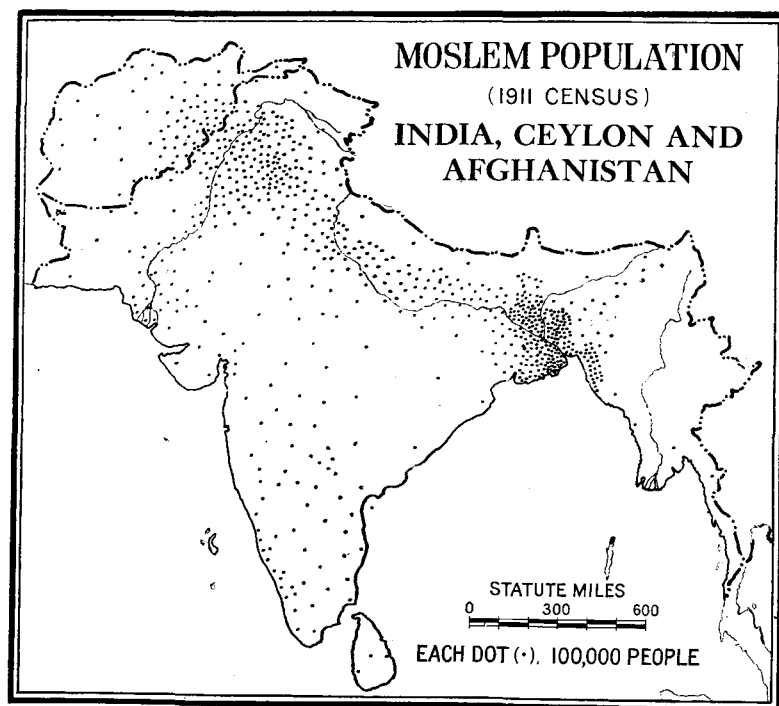 MOSLEM POPULATION
(1911 CENSUS)
INDIA, CEYLON AND
AFGHANISTAN
STATUTE MILES
0 300 600
EACH DOT (•), 100,000 PEOPLE